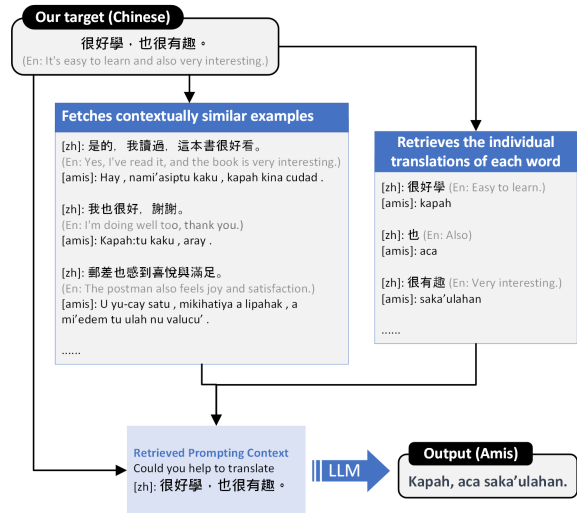 Our target (Chinese)
很好學，也很有趣。
(En: It's easy to learn and also very interesting.)
Fetches contextually similar examples
[zh]: 是的，我讀過，這本書很好看。
(En: Yes, I've read it, and the book is very interesting.)
[amis]: Hay , nami'asiptu kaku , kapah kina cudad .
[zh]: 我也很好，謝謝。
(En: I'm doing well too, thank you.)
[amis]: Kapah:tu kaku , aray .
[zh]: 郵差也感到喜悅與滿足。
(En: The postman also feels joy and satisfaction.)
[amis]: U yu-cay satu , mikihatiya a lipahak , a
mi'edem tu ulah nu valucu' .
......
Retrieves the individual
translations of each word
[zh]: 很好學 (En: Easy to learn.)
[amis]: kapah
[zh]: 也 (En: Also)
[amis]: aca
[zh]: 很有趣 (En: Very interesting.)
[amis]: saka'ulahan
......
Retrieved Prompting Context
Could you help to translate
[zh]: 很好學，也很有趣。
LLM
Output (Amis)
Kapah, aca saka'ulahan.